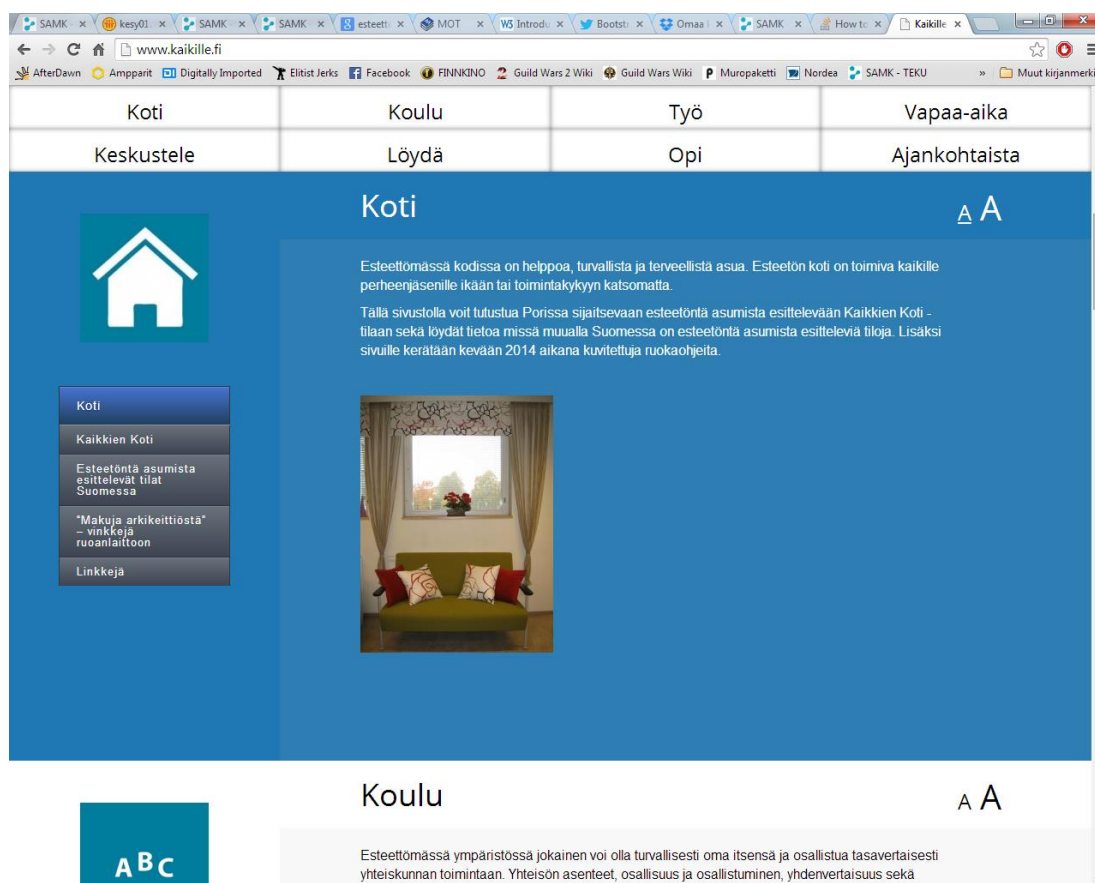 SAMK kesy01 SAMK SAMK esteett MOT Introdu Bootstr Omaa SAMK How to Kaikille
www.kaikille.fi
AfterDawn Ampparit Digitally Imported Elitist Jerks Facebook FINNKINO Guild Wars 2 Wiki Guild Wars Wiki Muropaketti Nordea SAMK - TEKU » Muut kirjanmerki
Koti Koulu Työ Vapaa-aika
Keskustele Löydä Opi Ajankohtaista
Koti A A
Esteettömässä kodissa on helppoa, turvallista ja terveellistä asua. Esteetön koti on toimiva kaikille
perheenjäsenille ikään tai toimintakykyyn katsomatta.
Tällä sivustolla voit tutustua Porissa sijaitsevaan esteetöntä asumista esittelevään Kaikkien Koti -
tilaan sekä löydät tietoa missä muualla Suomessa on esteetöntä asumista esitteleviä tiloja. Lisäksi
sivuille kerätään kevään 2014 aikana kuvitettuja ruokaohjeita.
Koti
Kaikkien Koti
Esteetöntä asumista
esittelevät tilat
Suomessa
"Makuja arkikeittiöstä"
– vinkkejä
ruoanlaittoon
Linkkejä
Koulu A A
ABC
Esteettömässä ympäristössä jokainen voi olla turvallisesti oma itsensä ja osallistua tasavertaisesti
yhteiskunnan toimintaan. Yhteisön asenteet, osallisuus ja osallistuminen, yhdenvertaisuus sekä